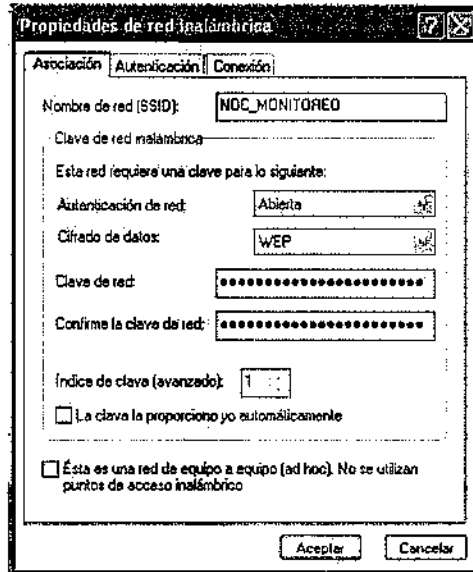 Propiedades de red inalámbrica
Asociación Autenticación Conexión
Nombre de red (SSID): NOC_MONITOREO
Clave de red inalámbrica
Esta red requiere una clave para lo siguiente:
Autenticación de red: Abierta
Cifrado de datos: WEP
Clave de red: ••••••••••••••••••••••••
Confirme la clave de red: ••••••••••••••••••••••••
Índice de clave (avanzado): 1
La clave la proporciono yo automáticamente
Ésta es una red de equipo a equipo (ad hoc). No se utilizan
puntos de acceso inalámbrico
Aceptar Cancelar